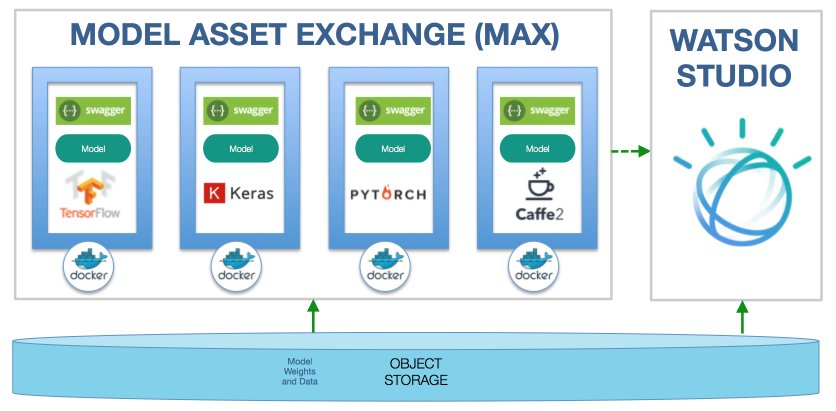 MODEL ASSET EXCHANGE (MAX)
WATSON
STUDIO
{···} swagger
{···} swagger
{···} swagger
{···} swagger
Model
Model
Model
Model
TensorFlow
K Keras
PYTORCH
Caffe2
docker
docker
docker
docker
Model
Weights
and Data
OBJECT
STORAGE